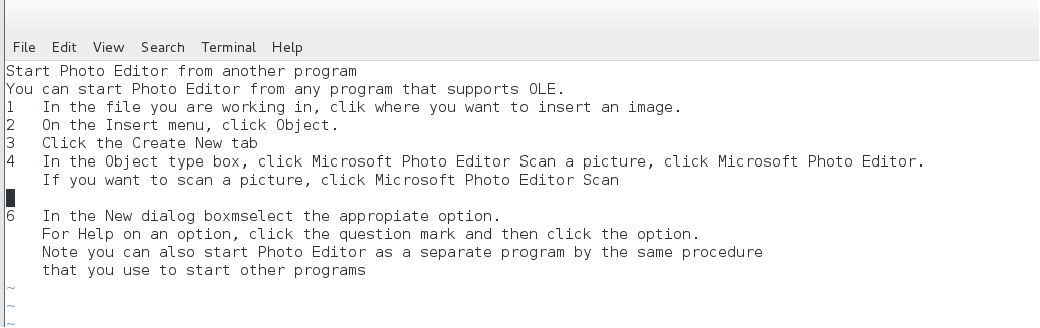 File Edit View Search Terminal Help
Start Photo Editor from another program
You can start Photo Editor from any program that supports OLE.
1 In the file you are working in, clik where you want to insert an image.
2 On the Insert menu, click Object.
3 Click the Create New tab
4 In the Object type box, click Microsoft Photo Editor Scan a picture, click Microsoft Photo Editor.
If you want to scan a picture, click Microsoft Photo Editor Scan
6 In the New dialog boxmselect the appropiate option.
For Help on an option, click the question mark and then click the option.
Note you can also start Photo Editor as a separate program by the same procedure
that you use to start other programs
~
~
~